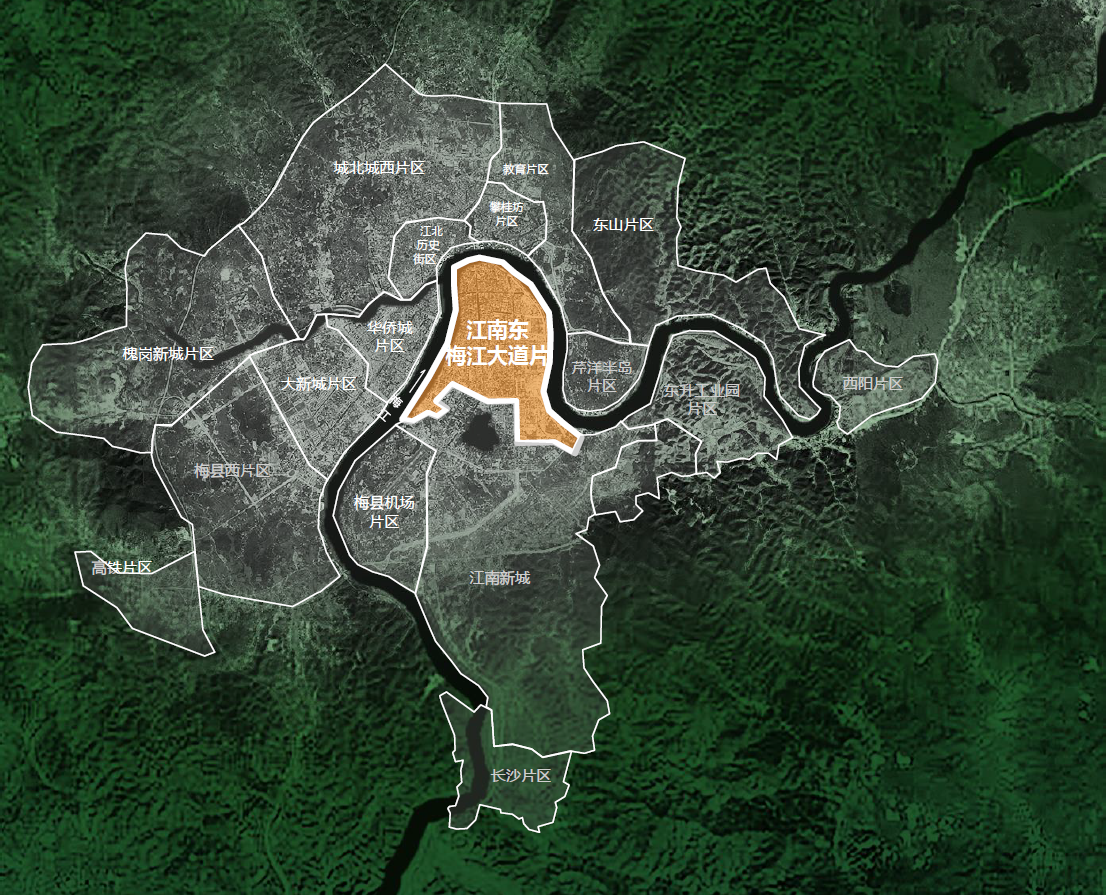 城北城西片区
教育片区
攀桂坊
片区
东山片区
江北
历史
街区
华侨城
片区
江南东
梅江大道片
槐岗新城片区
大新城片区
芹洋半岛
片区
东升工业园
片区
西阳片区
梅江
梅县西片区
梅县机场
片区
高铁片区
江南新城
长沙片区